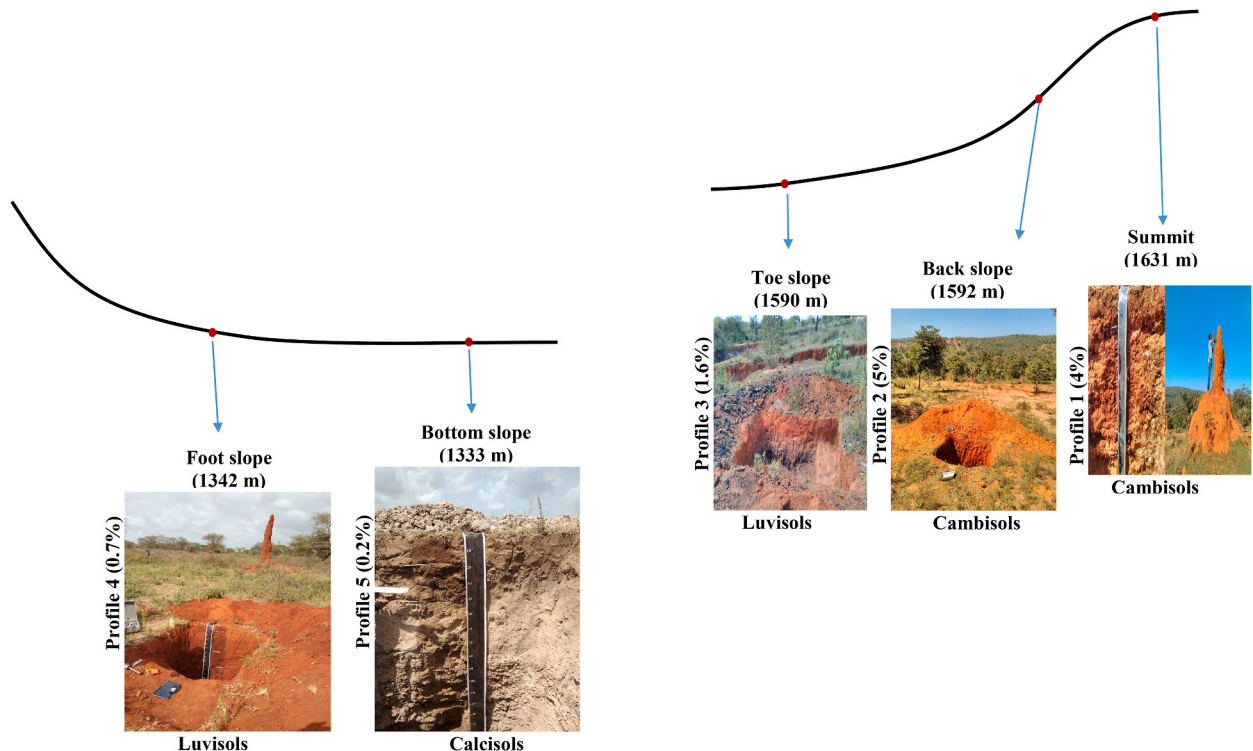 Summit
(1631 m)
Back slope
(1592 m)
Toe slope
(1590 m)
Profile 3 (1.6%)
Profile 2 (5%)
Profile 1 (4%)
Cambisols
Luvisols
Cambisols
Bottom slope
(1333 m)
Foot slope
(1342 m)
Profile 4 (0.7%)
Profile 5 (0.2%)
Luvisols
Calcisols